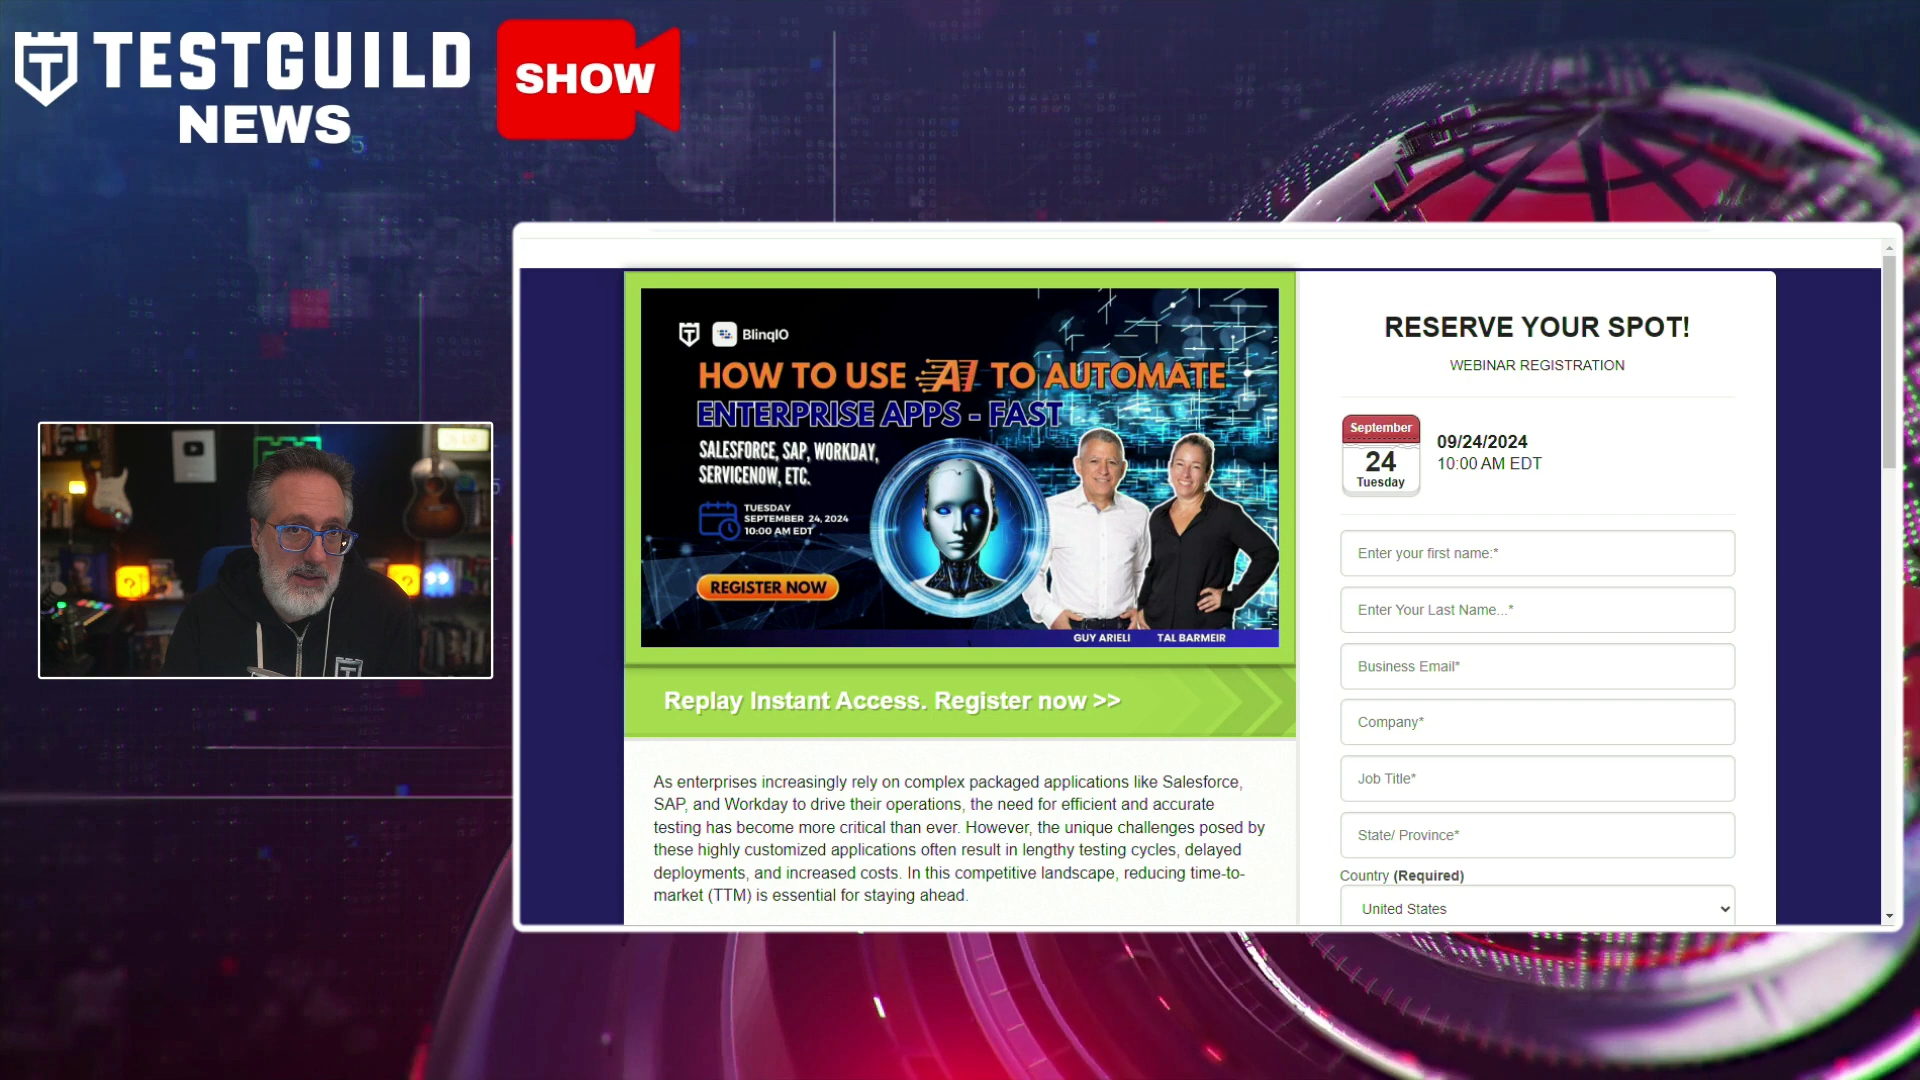 TESTGUILD
NEWS
SHOW
BlinqIO
HOW TO USE AI TO AUTOMATE
ENTERPRISE APPS - FAST
SALESFORCE, SAP, WORKDAY,
SERVICENOW, ETC.
TUESDAY
SEPTEMBER 24, 2024
10:00 AM EDT
REGISTER NOW
GUY ARIELI TAL BARMEIR
Replay Instant Access. Register now >>
As enterprises increasingly rely on complex packaged applications like Salesforce,
SAP, and Workday to drive their operations, the need for efficient and accurate
testing has become more critical than ever. However, the unique challenges posed by
these highly customized applications often result in lengthy testing cycles, delayed
deployments, and increased costs. In this competitive landscape, reducing time-to-
market (TTM) is essential for staying ahead.
RESERVE YOUR SPOT!
WEBINAR REGISTRATION
September
24
Tuesday
09/24/2024
10:00 AM EDT
Enter your first name:*
Enter Your Last Name...*
Business Email*
Company*
Job Title*
State/ Province*
Country (Required)
United States